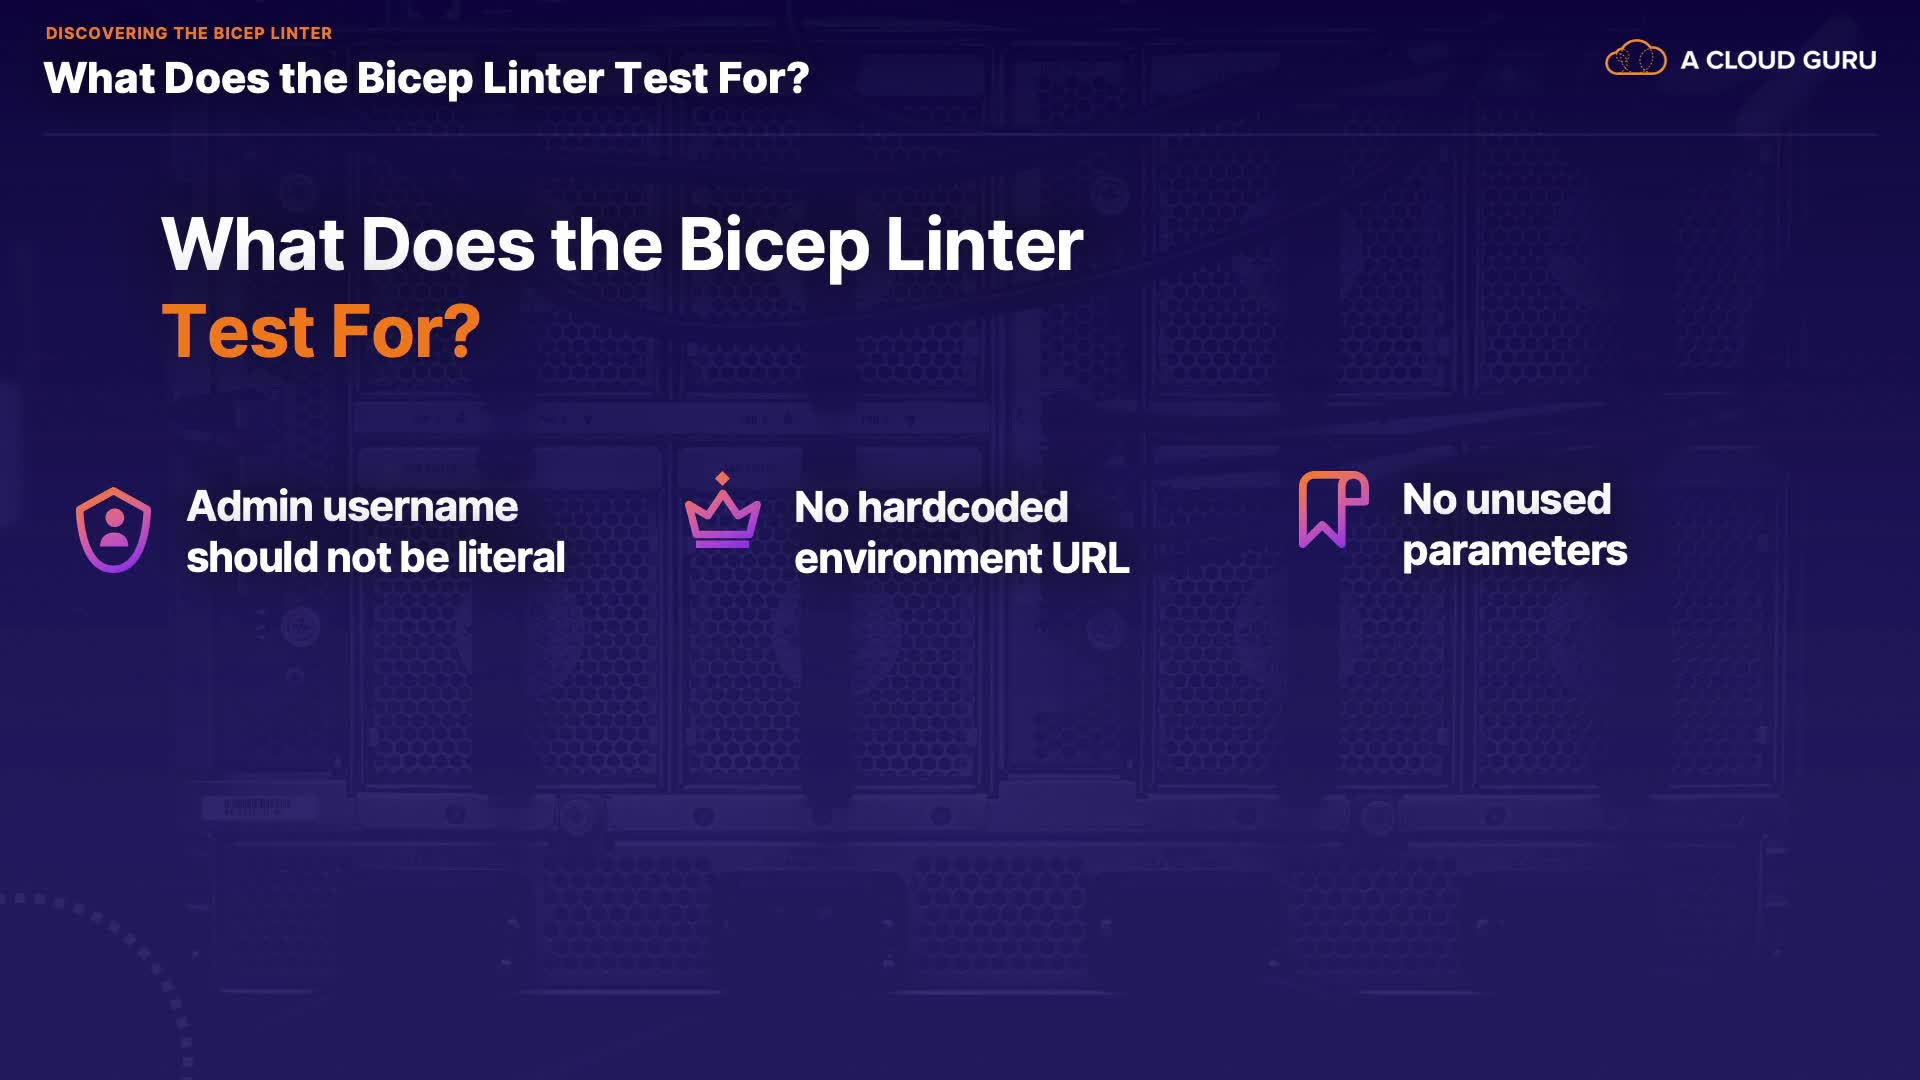 DISCOVERING THE BICEP LINTER
What Does the Bicep Linter Test For?
A CLOUD GURU
What Does the Bicep Linter
Test For?
Admin username
should not be literal
No hardcoded
environment URL
No unused
parameters